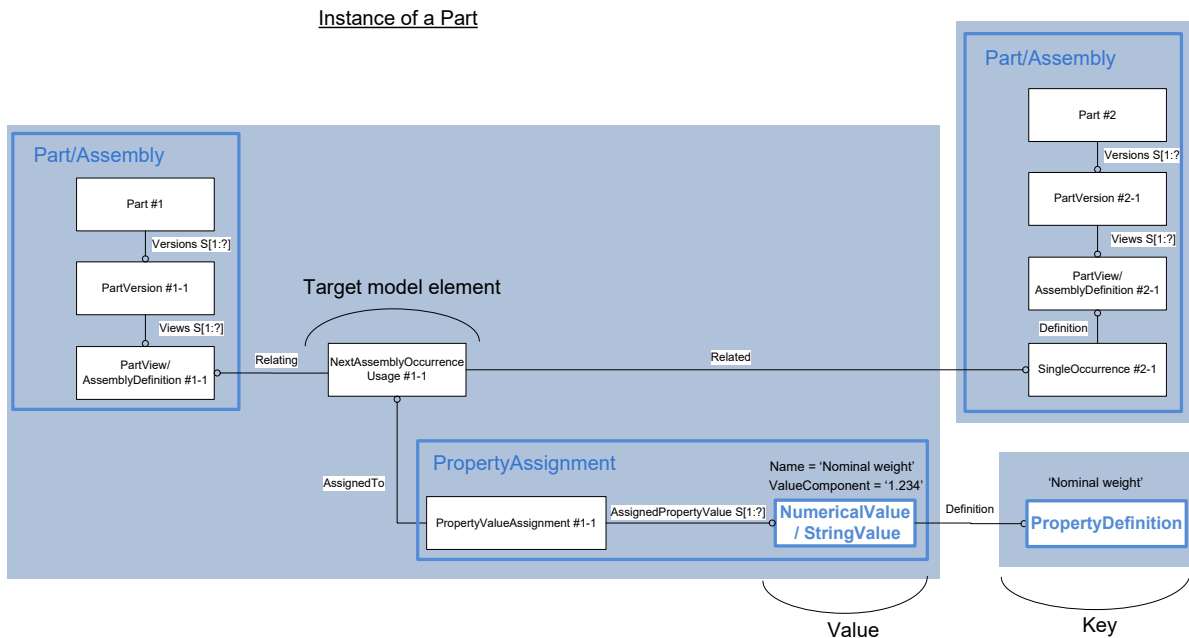 Instance of a Part
Part/Assembly
Part #2
Versions S[1:?
PartVersion #2-1
Views S[1:?]
PartView/
AssemblyDefinition #2-1
Definition
SingleOccurrence #2-1
Part/Assembly
Part #1
Versions S[1:?]
PartVersion #1-1
Views S[1:?]
PartView/
AssemblyDefinition #1-1
Relating
Target model element
NextAssemblyOccurrence
Usage #1-1
Related
AssignedTo
PropertyAssignment
PropertyValueAssignment #1-1
AssignedPropertyValue S[1:?]
Name = ‘Nominal weight’
ValueComponent = ‘1.234’
NumericalValue
/ StringValue
Definition
‘Nominal weight’
PropertyDefinition
Value
Key